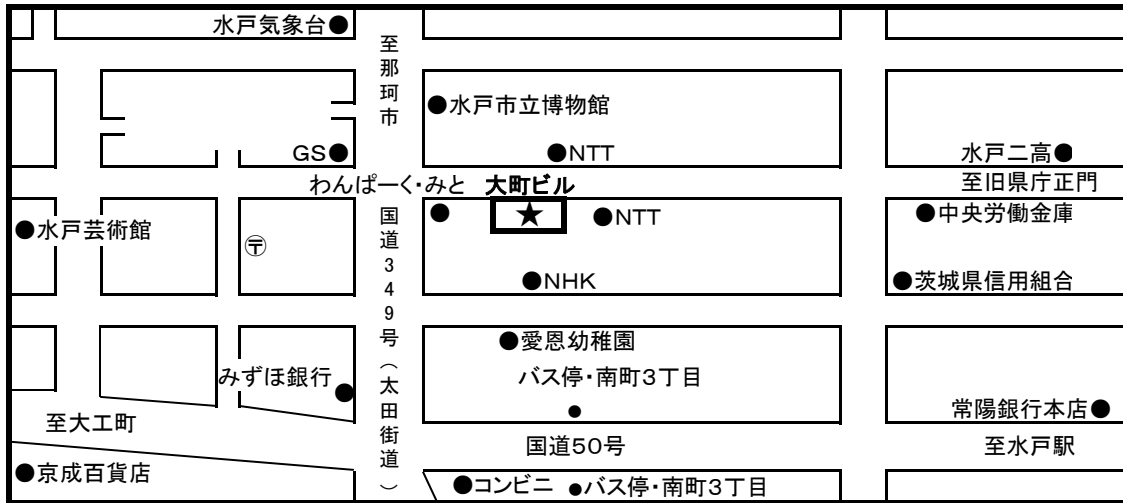 水戸気象台
至那珂市
水戸市立博物館
GS
NTT
水戸二高
わんぱーく・みと
大町ビル
至旧県庁正門
水戸芸術館
〒
国道349号(太田街道)
★
NTT
中央労働金庫
NHK
茨城県信用組合
愛恩幼稚園
みずほ銀行
バス停・南町3丁目
常陽銀行本店
至大工町
国道50号
至水戸駅
京成百貨店
コンビニ
バス停・南町3丁目